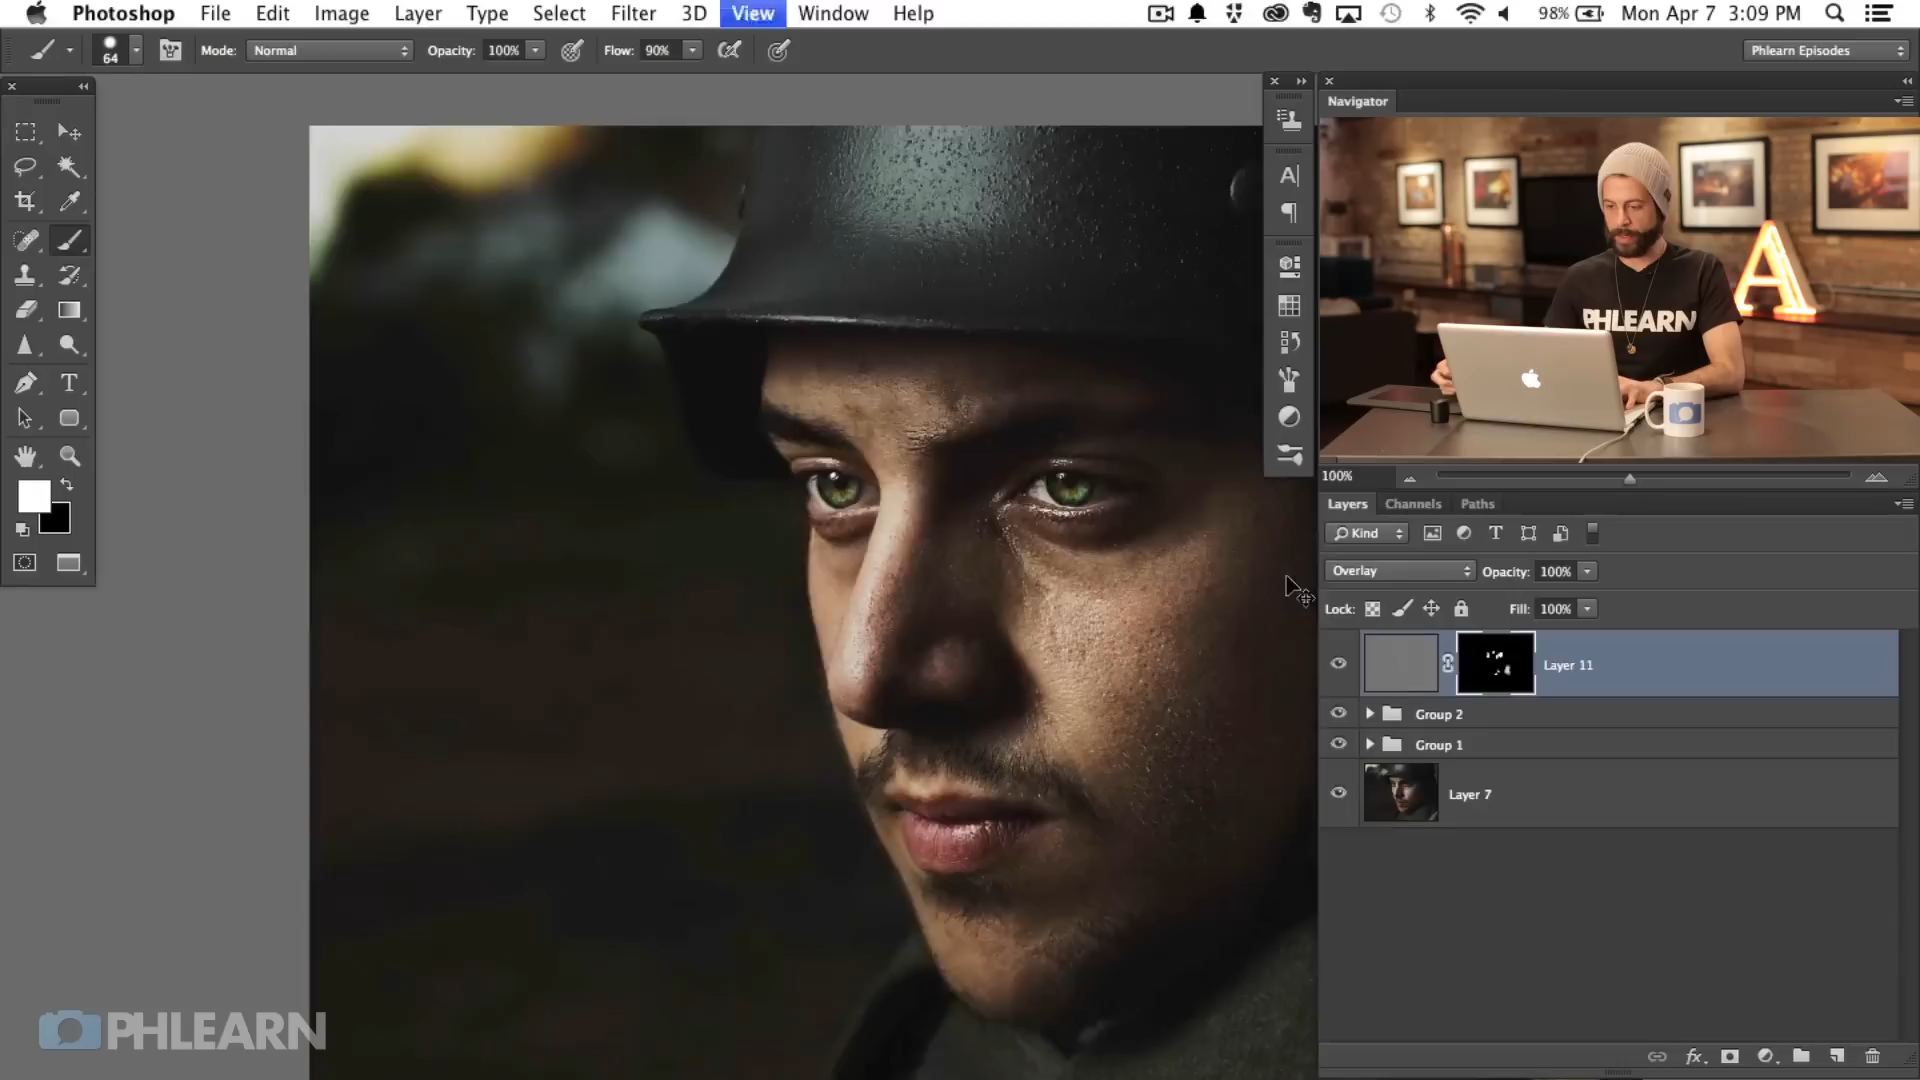 Photoshop File Edit Image Layer Type Select Filter 3D View Window Help 98% Mon Apr 7 3:09 PM
64 Mode: Normal Opacity: 100% Flow: 90% Phlearn Episodes
Navigator
A
PHLEARN
100%
Layers Channels Paths
Kind
Overlay Opacity: 100%
Lock: Fill: 100%
Layer 11
Group 2
Group 1
Layer 7
fx
PHLEARN